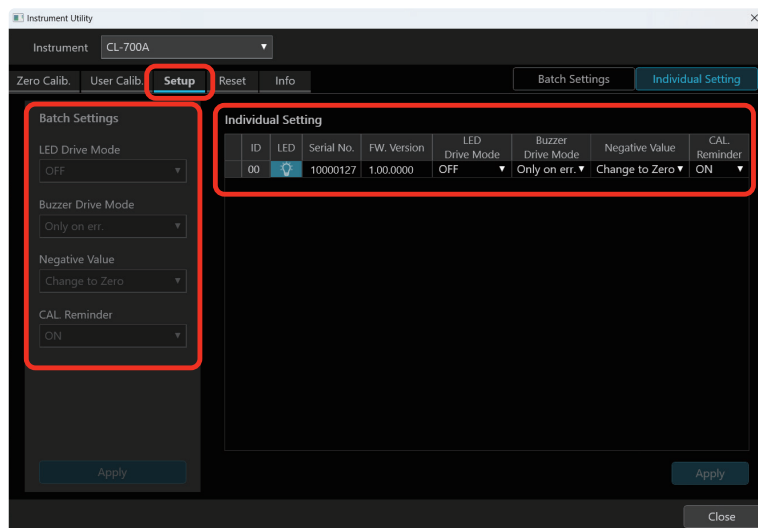 Instrument Utility
Instrument CL-700A
Zero Calib. User Calib. Setup Reset Info Batch Settings Individual Setting
Batch Settings
LED Drive Mode
OFF
Buzzer Drive Mode
Only on err.
Negative Value
Change to Zero
CAL. Reminder
ON
Apply
Individual Setting
ID LED Serial No. FW. Version LED Drive Mode Buzzer Drive Mode Negative Value CAL. Reminder
00 10000127 1.00.0000 OFF Only on err. Change to Zero ON
Apply
Close